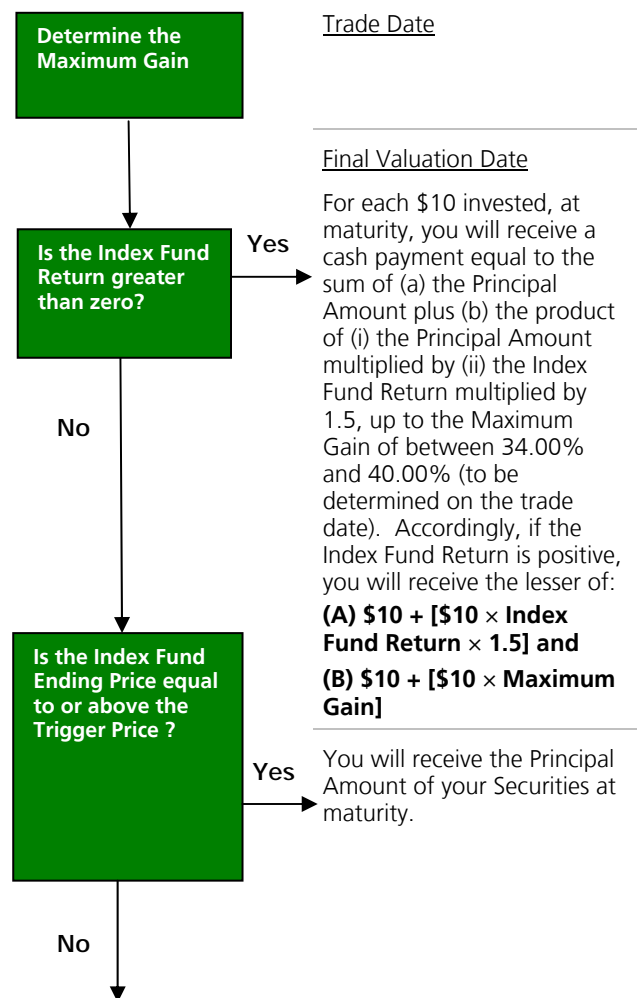 Determine the
Maximum Gain
Trade Date
Final Valuation Date
Is the Index Fund
Return greater
than zero?
Yes
For each $10 invested, at
maturity, you will receive a
cash payment equal to the
sum of (a) the Principal
Amount plus (b) the product
of (i) the Principal Amount
multiplied by (ii) the Index
Fund Return multiplied by
1.5, up to the Maximum
Gain of between 34.00%
and 40.00% (to be
determined on the trade
date).  Accordingly, if the
Index Fund Return is positive,
you will receive the lesser of:
(A) $10 + [$10 × Index
Fund Return × 1.5] and
(B) $10 + [$10 × Maximum
Gain]
No
Is the Index Fund
Ending Price equal
to or above the
Trigger Price ?
Yes
You will receive the Principal
Amount of your Securities at
maturity.
No